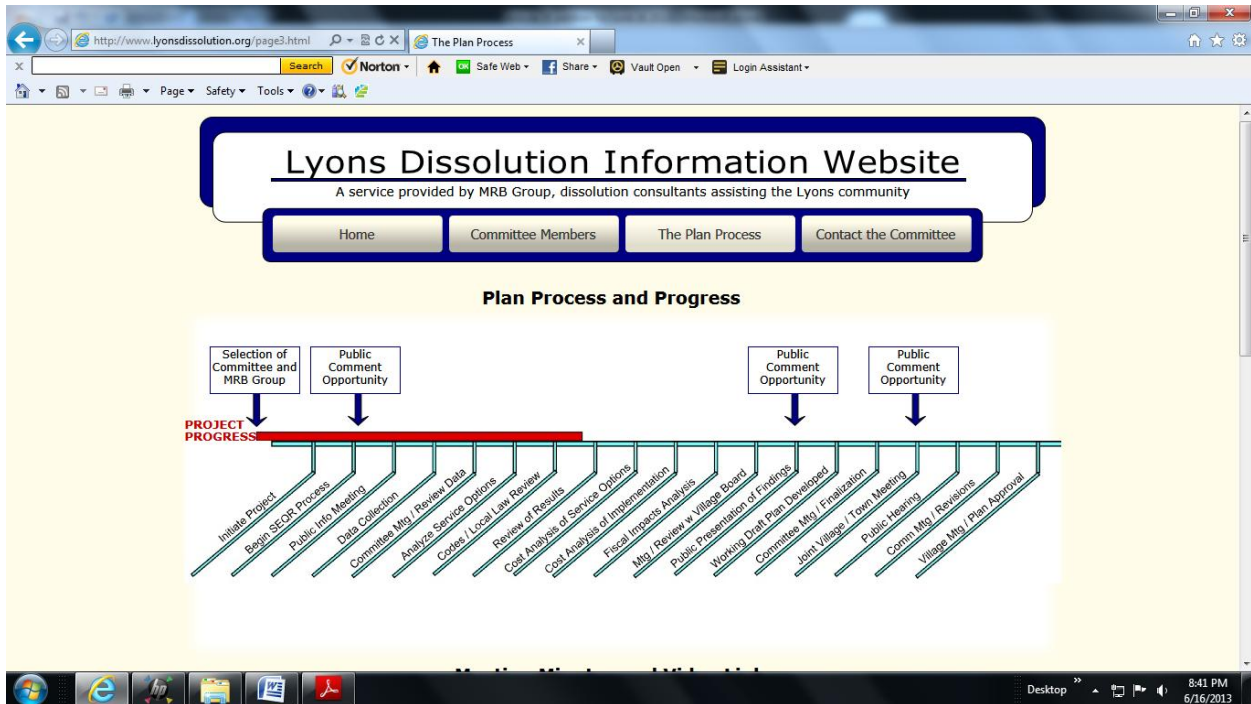 http://www.lyonsdissolution.org/page3.html
The Plan Process
x
Search
Norton
OK
Safe Web
Share
Vault Open
Login Assistant
Page
Safety
Tools
Lyons Dissolution Information Website
A service provided by MRB Group, dissolution consultants assisting the Lyons community
Home
Committee Members
The Plan Process
Contact the Committee
Plan Process and Progress
Selection of
Committee and
MRB Group
Public
Comment
Opportunity
Public
Comment
Opportunity
Public
Comment
Opportunity
PROJECT
PROGRESS
Initiate Project
Begin SEQR Process
Public Info Meeting
Data Collection
Committee Mtg / Review Data
Analyze Service Options
Codes / Local Law Review
Review of Results
Cost Analysis of Service Options
Cost Analysis of Implementation
Fiscal Impacts Analysis
Mtg / Review w Village Board
Public Presentation of Findings
Working Draft Plan Developed
Committee Mtg / Finalization
Joint Village / Town Meeting
Public Hearing
Comm Mtg / Revisions
Village Mtg / Plan Approval
hp
Desktop
8:41 PM
6/16/2013